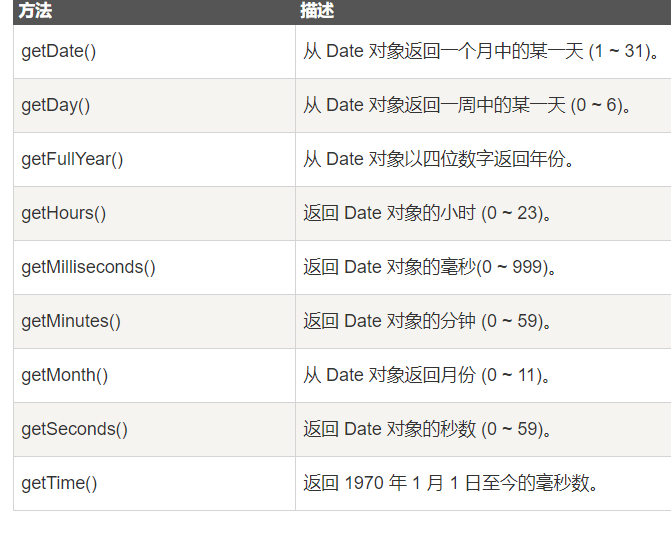 方法 描述
getDate() 从 Date 对象返回一个月中的某一天 (1 ~ 31)。
getDay() 从 Date 对象返回一周中的某一天 (0 ~ 6)。
getFullYear() 从 Date 对象以四位数字返回年份。
getHours() 返回 Date 对象的小时 (0 ~ 23)。
getMilliseconds() 返回 Date 对象的毫秒(0 ~ 999)。
getMinutes() 返回 Date 对象的分钟 (0 ~ 59)。
getMonth() 从 Date 对象返回月份 (0 ~ 11)。
getSeconds() 返回 Date 对象的秒数 (0 ~ 59)。
getTime() 返回 1970 年 1 月 1 日至今的毫秒数。